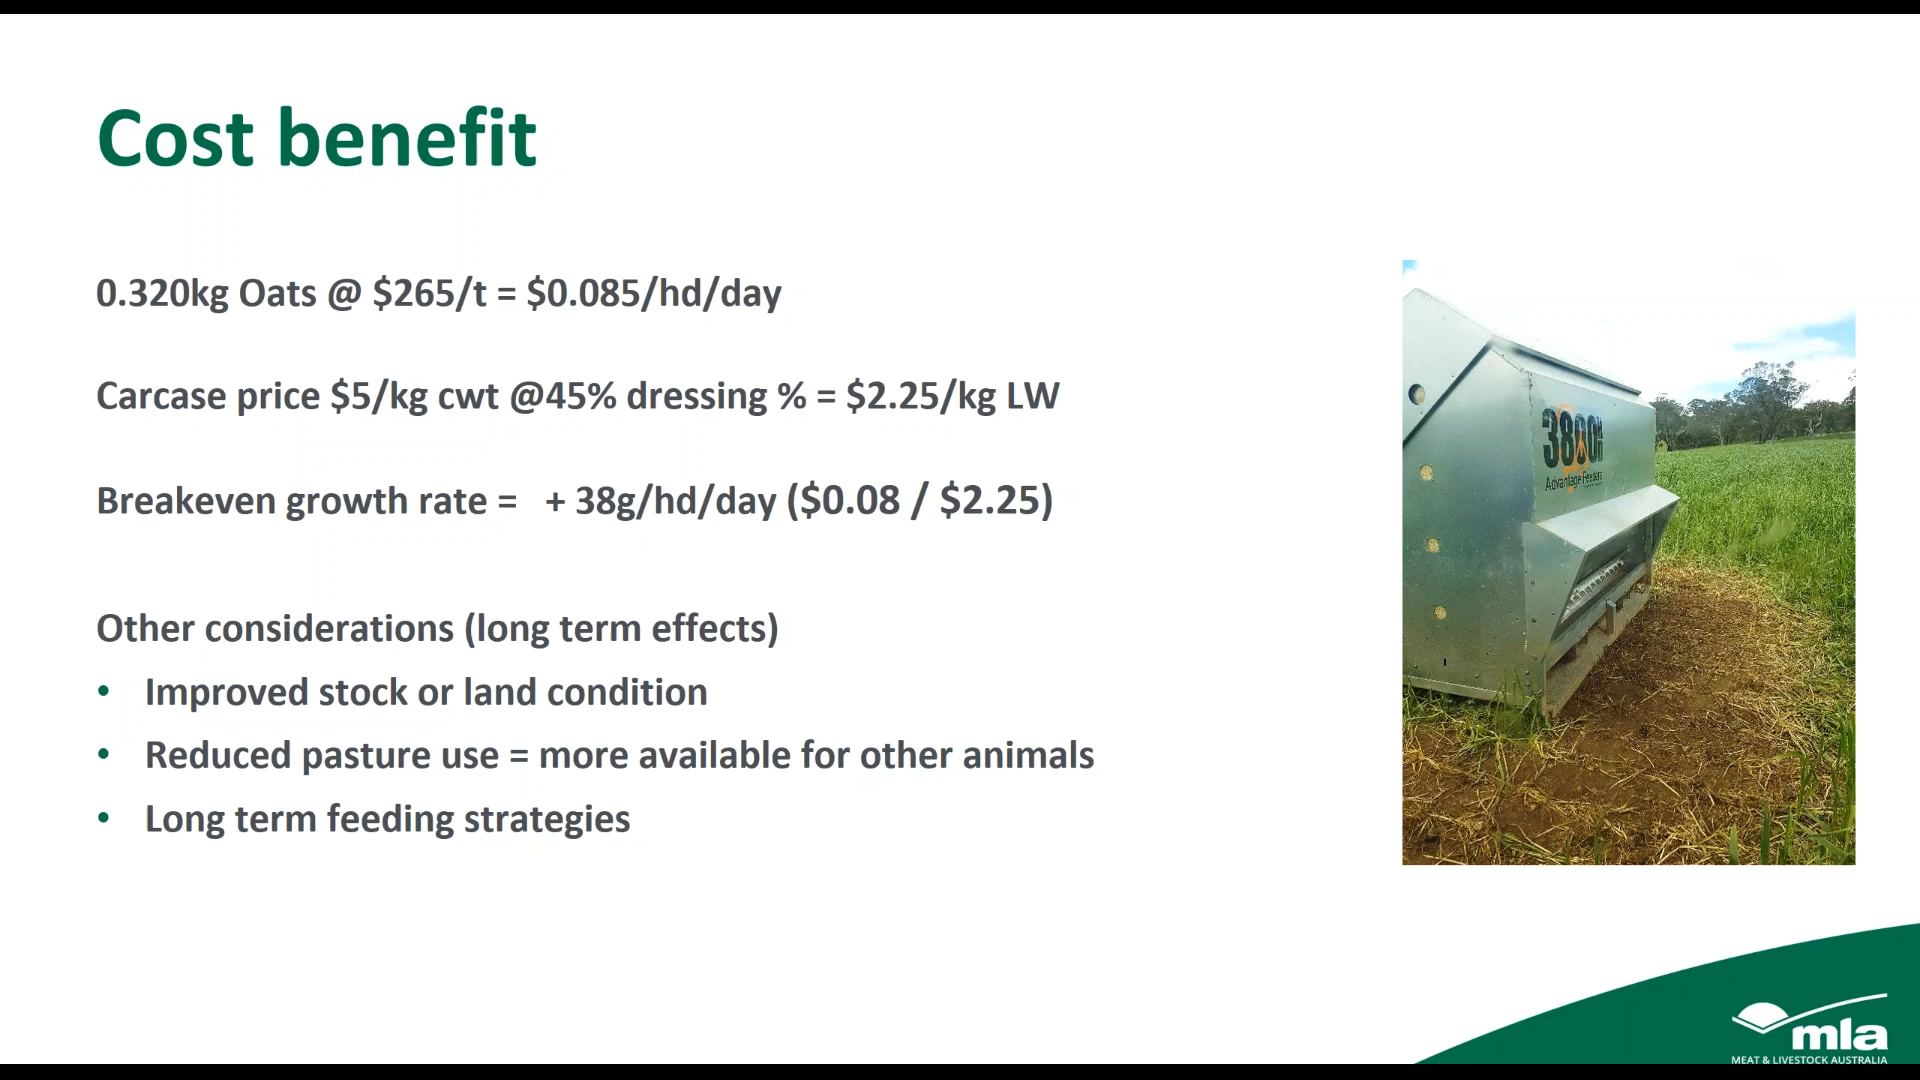 Cost benefit
0.320kg Oats @ $265/t = $0.085/hd/day
Carcase price $5/kg cwt @45% dressing % = $2.25/kg LW
Breakeven growth rate = + 38g/hd/day ($0.08 / $2.25)
Other considerations (long term effects)
• Improved stock or land condition
• Reduced pasture use = more available for other animals
• Long term feeding strategies
Advantage Feeders
mla
MEAT & LIVESTOCK AUSTRALIA